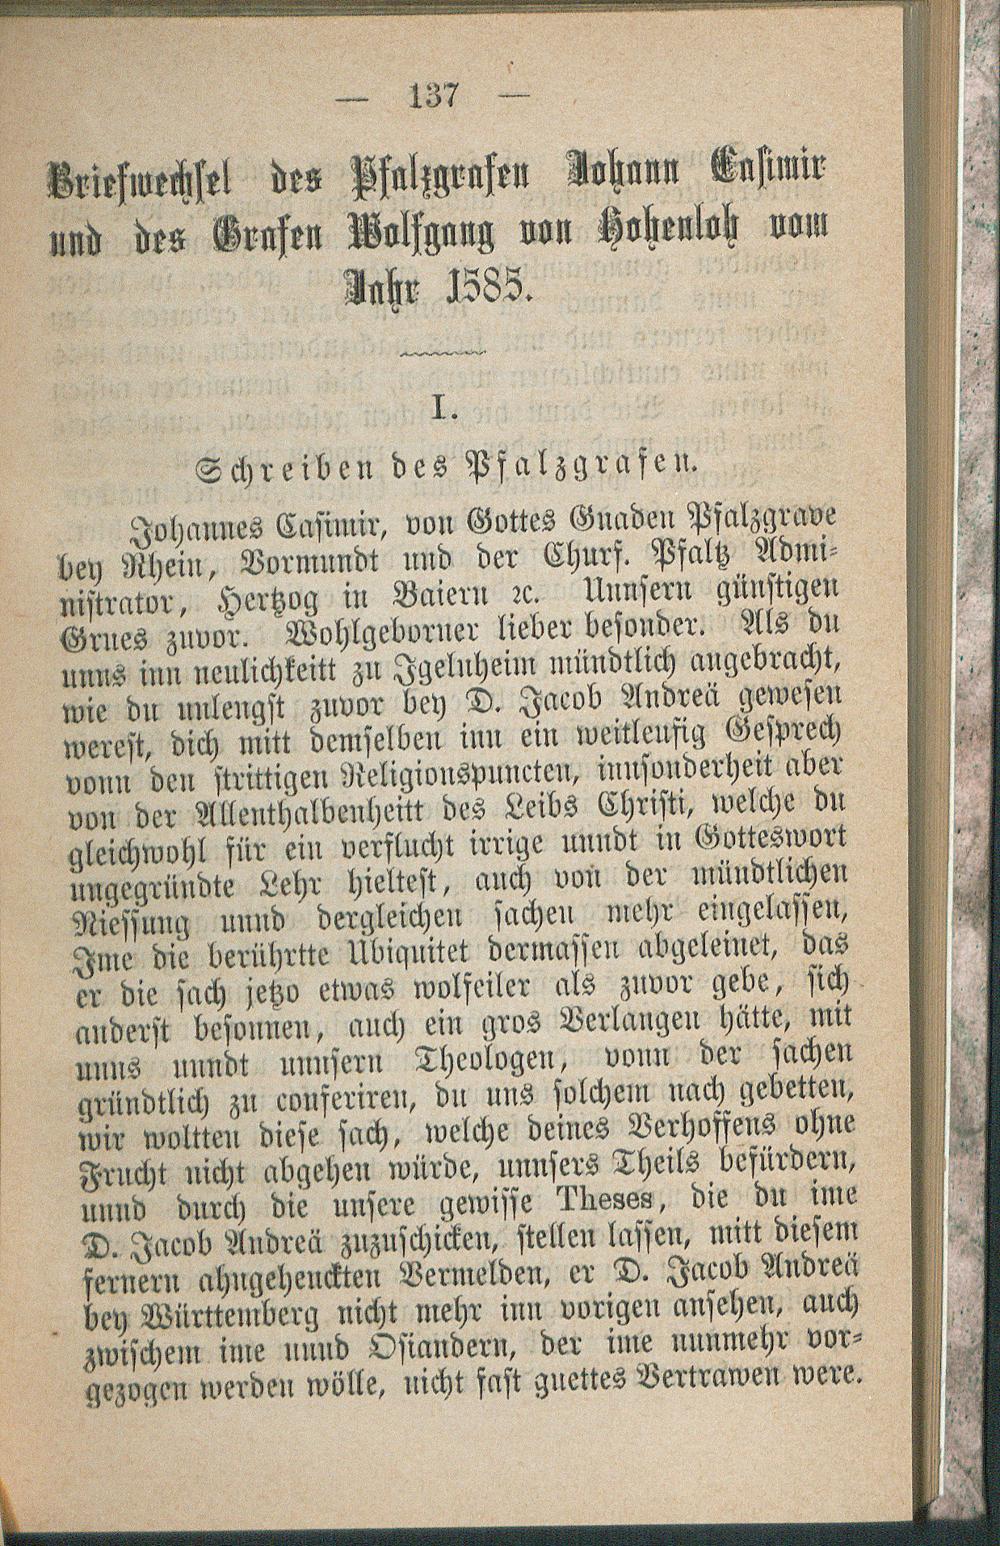 — 137 —
Briefwechsel des Pfalzgrafen Johann Casimir
und des Grafen Wolfgang von Hohenloh vom
Jahr 1585.
I.
Schreiben des Pfalzgrafen.
Johannes Casimir, von Gottes Gnaden Pfalzgrave
bey Rhein, Vormundt und der Churf. Pfaltz Admi-
nistrator, Hertzog in Baiern ꝛc. Unnsern günstigen
Grues zuvor. Wohlgeborner lieber besonder. Als du
unns inn neulichkeitt zu Igelnheim mündtlich angebracht,
wie du unlengst zuvor bey D. Jacob Andreä gewesen
werest, dich mitt demselben inn ein weitleufig Gesprech
vonn den strittigen Religionspuncten, innsonderheit aber
von der Allenthalbenheitt des Leibs Christi, welche du
gleichwohl für ein verflucht irrige unndt in Gotteswort
ungegründte Lehr hieltest, auch von der mündtlichen
Niessung unnd dergleichen sachen mehr eingelassen,
Ime die berührtte Ubiquitet dermassen abgeleinet, das
er die sach jetzo etwas wolfeiler als zuvor gebe, sich
anderst besonnen, auch ein gros Verlangen hätte, mit
unns unndt unnsern Theologen, vonn der sachen
gründtlich zu conferiren, du uns solchem nach gebetten,
wir woltten diese sach, welche deines Verhoffens ohne
Frucht nicht abgehen würde, unnsers Theils befürdern,
unnd durch die unsere gewisse Theses, die du ime
D. Jacob Andreä zuzuschicken, stellen lassen, mitt diesem
fernern ahngehenckten Vermelden, er D. Jacob Andreä
bey Württemberg nicht mehr inn vorigen ansehen, auch
zwischem ime unnd Osiandern, der ime nunmehr vor-
gezogen werden wölle, nicht fast guettes Vertrawen were.